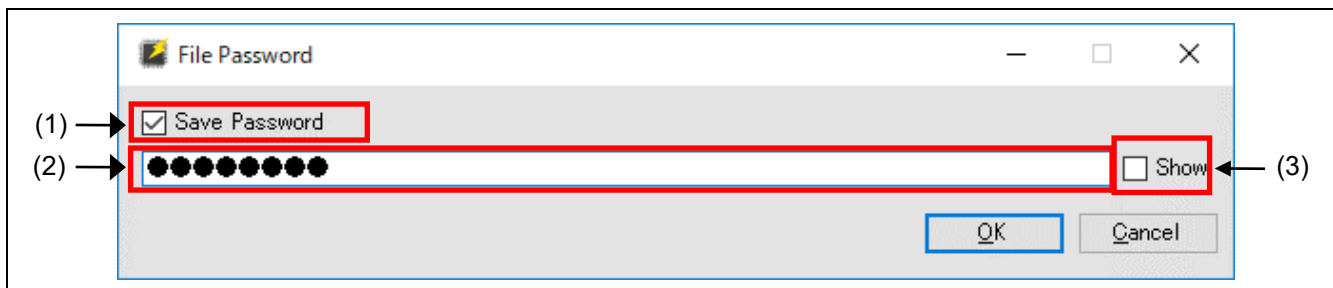 File Password
(1) Save Password
(2) ●●●●●●●● Show (3)
OK Cancel